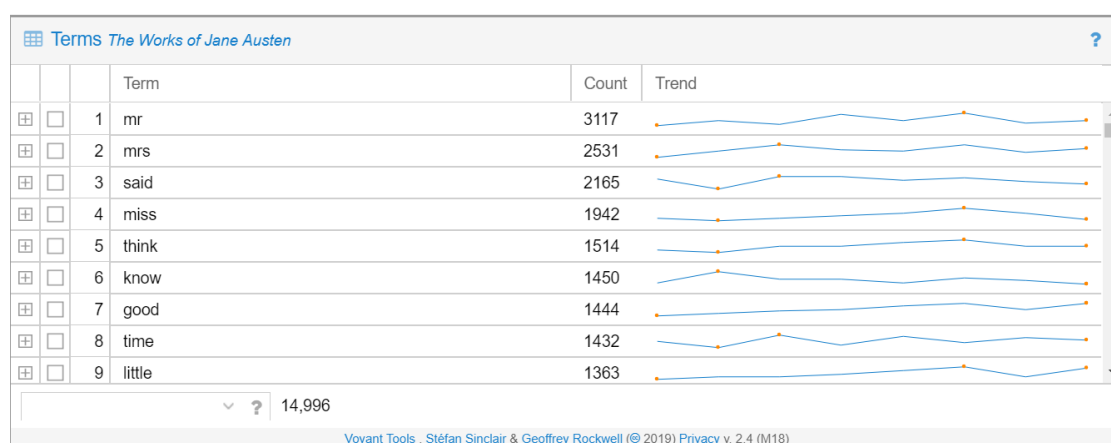 Terms The Works of Jane Austen ?
Term Count Trend
1 mr 3117
2 mrs 2531
3 said 2165
4 miss 1942
5 think 1514
6 know 1450
7 good 1444
8 time 1432
9 little 1363
? 14,996
Voyant Tools , Stéfan Sinclair & Geoffrey Rockwell (© 2019) Privacy v. 2.4 (M18)